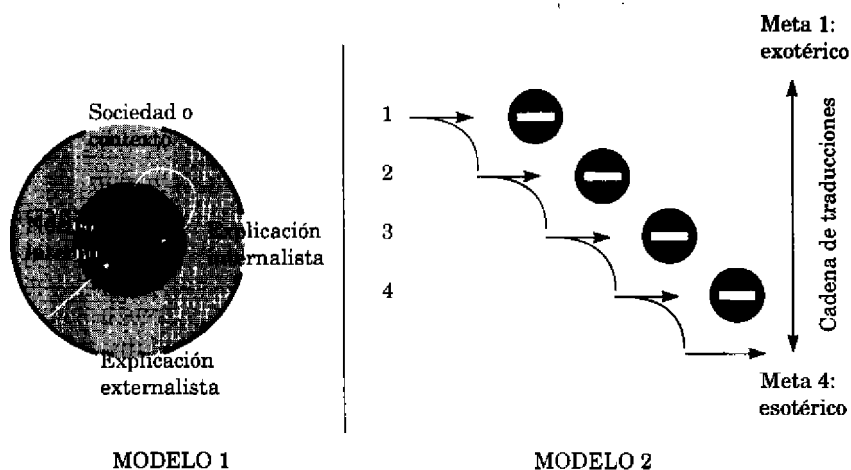 Sociedad o
contexto
Explicación
internalista
Explicación
externalista
MODELO 1
1
2
3
4
Meta 1:
exotérico
Cadena de traducciones
Meta 4:
esotérico
MODELO 2